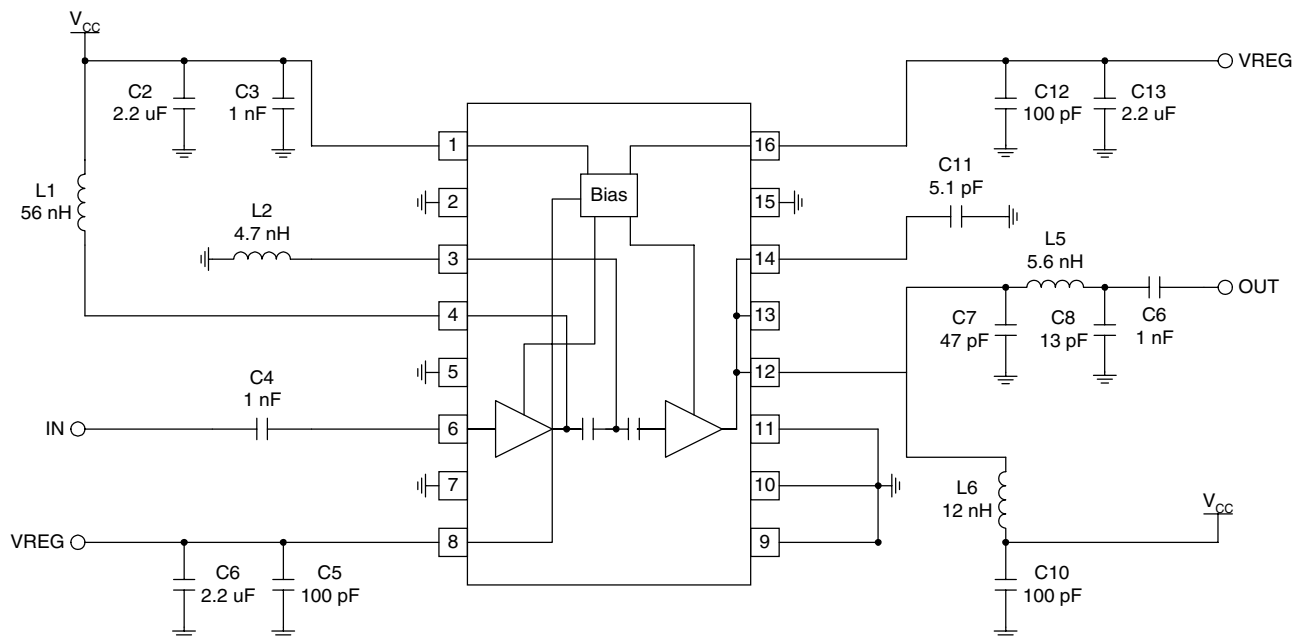 VCC
C2
2.2 uF
C3
1 nF
L1
56 nH
L2
4.7 nH
C4
1 nF
IN
VREG
C6
2.2 uF
C5
100 pF
1
2
3
4
5
6
7
8
Bias
16
15
14
13
12
11
10
9
VREG
C12
100 pF
C13
2.2 uF
C11
5.1 pF
L5
5.6 nH
OUT
C7
47 pF
C8
13 pF
C6
1 nF
L6
12 nH
VCC
C10
100 pF